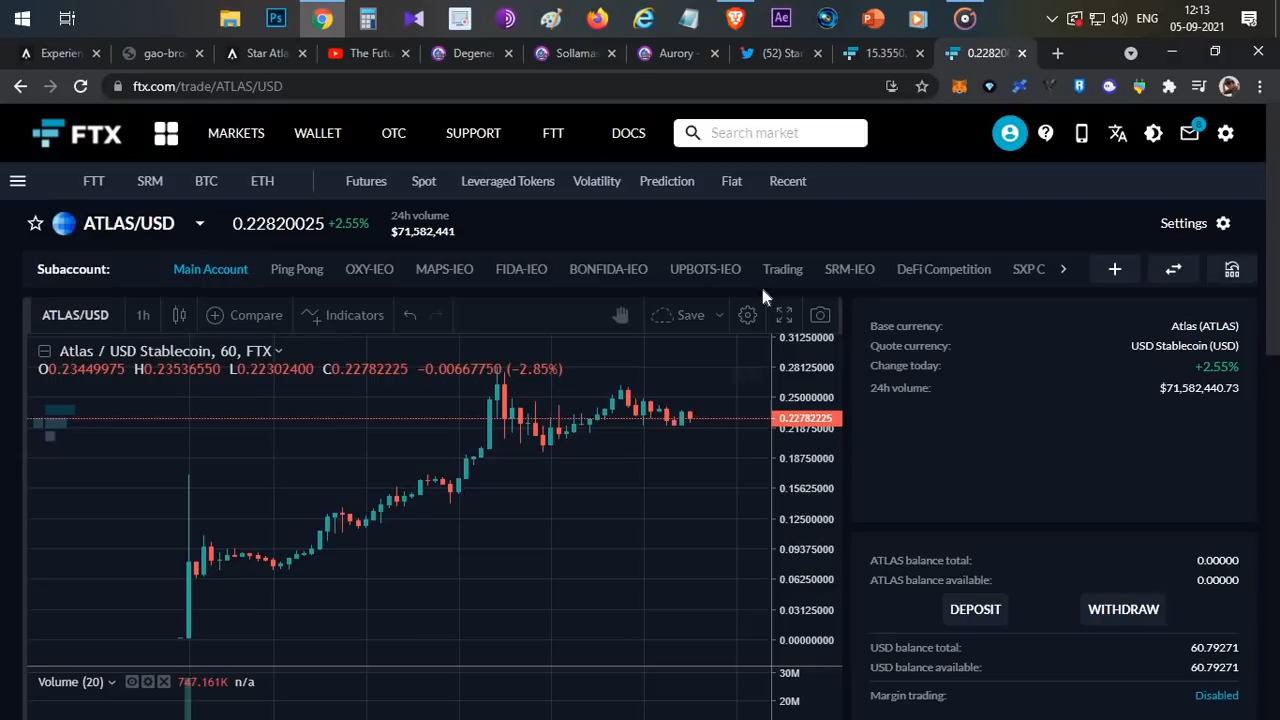 Ps
Ae
ENG
12:13
05-09-2021
Experien
gao-bro
Star Atla
The Futu
Degene
Sollamas
Aurory -
(52) Star
15.3550
0.22820
ftx.com/trade/ATLAS/USD
FTX
MARKETS
WALLET
OTC
SUPPORT
FTT
DOCS
Search market
8
FTT
SRM
BTC
ETH
Futures
Spot
Leveraged Tokens
Volatility
Prediction
Fiat
Recent
ATLAS/USD
0.22820025 +2.55%
24h volume
$71,582,441
Settings
Subaccount:
Main Account
Ping Pong
OXY-IEO
MAPS-IEO
FIDA-IEO
BONFIDA-IEO
UPBOTS-IEO
Trading
SRM-IEO
DeFi Competition
SXP C
ATLAS/USD
1h
Compare
Indicators
Save
Atlas / USD Stablecoin, 60, FTX
O0.23449975 H0.23536550 L0.22302400 C0.22782225 −0.00667750 (−2.85%)
0.31250000
0.28125000
0.25000000
0.22782225
0.21875000
0.18750000
0.15625000
0.12500000
0.09375000
0.06250000
0.03125000
0.00000000
Volume (20)
747.161K n/a
30M
20M
Base currency: Atlas (ATLAS)
Quote currency: USD Stablecoin (USD)
Change today: +2.55%
24h volume: $71,582,440.73
ATLAS balance total: 0.00000
ATLAS balance available: 0.00000
DEPOSIT
WITHDRAW
USD balance total: 60.79271
USD balance available: 60.79271
Margin trading: Disabled